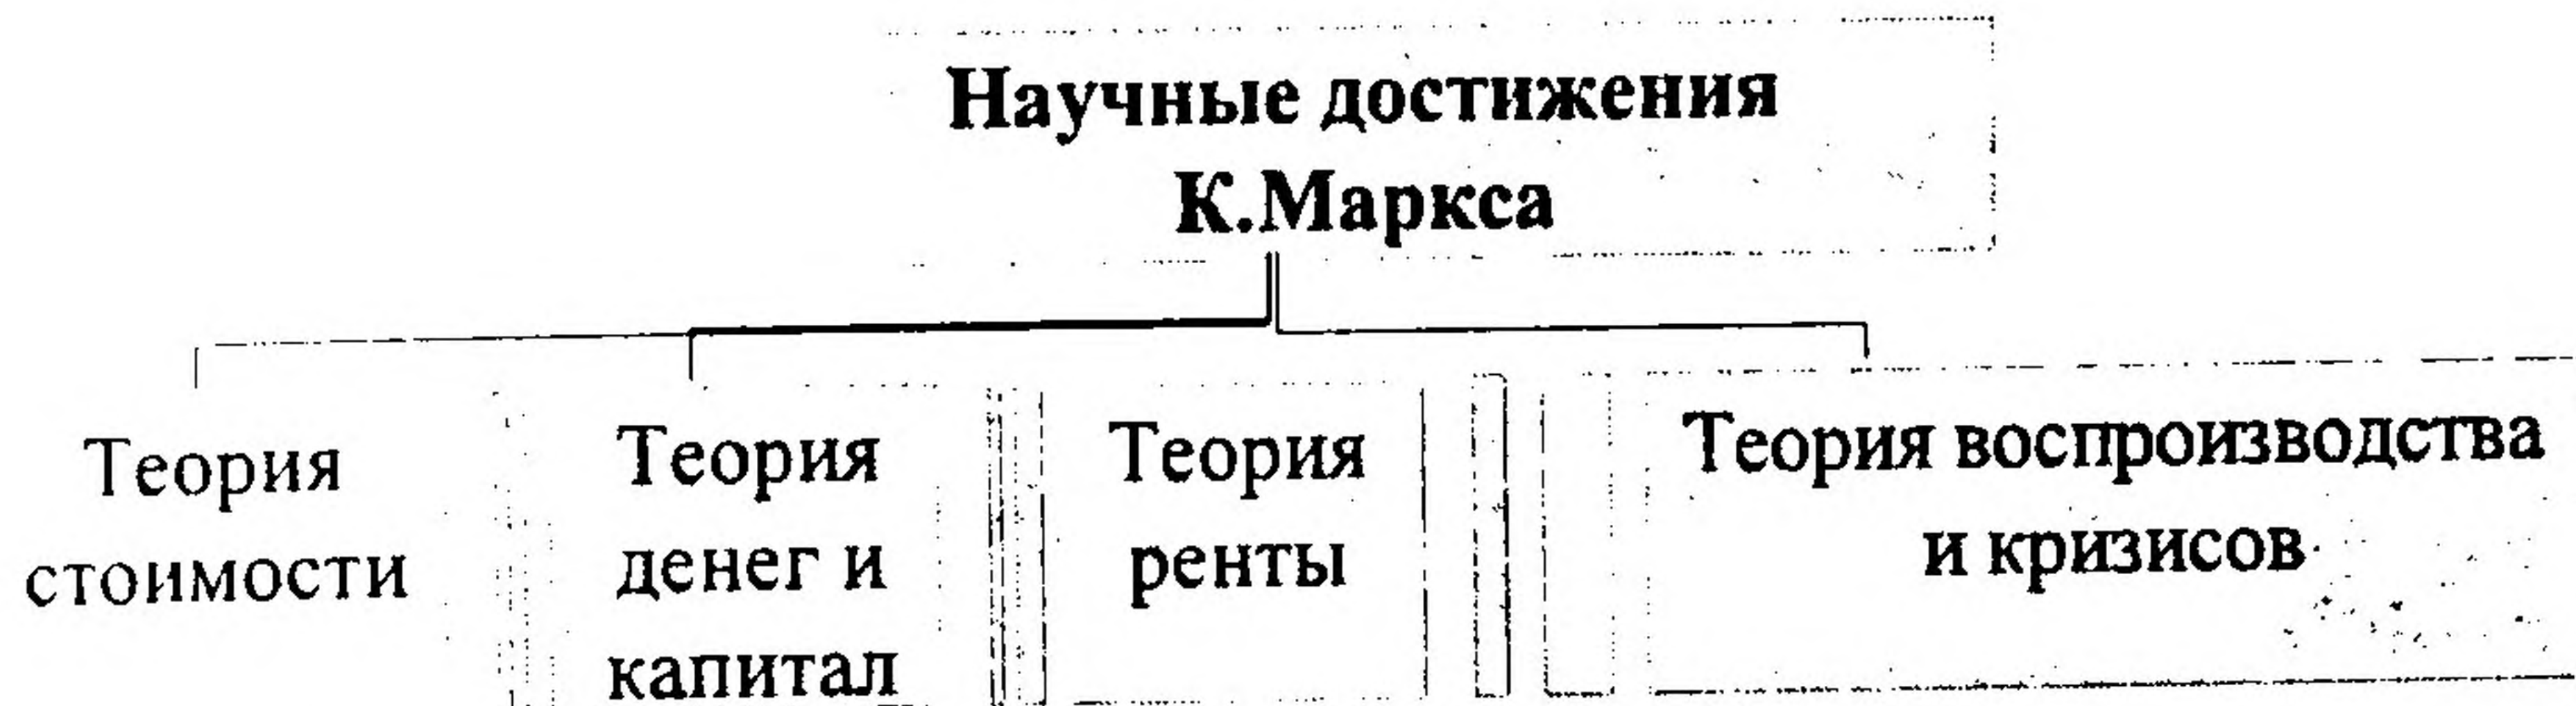 Научные достижения
К.Маркса
Теория
стоимости
Теория
денег и
капитал
Теория
ренты
Теория воспроизводства
и кризисов